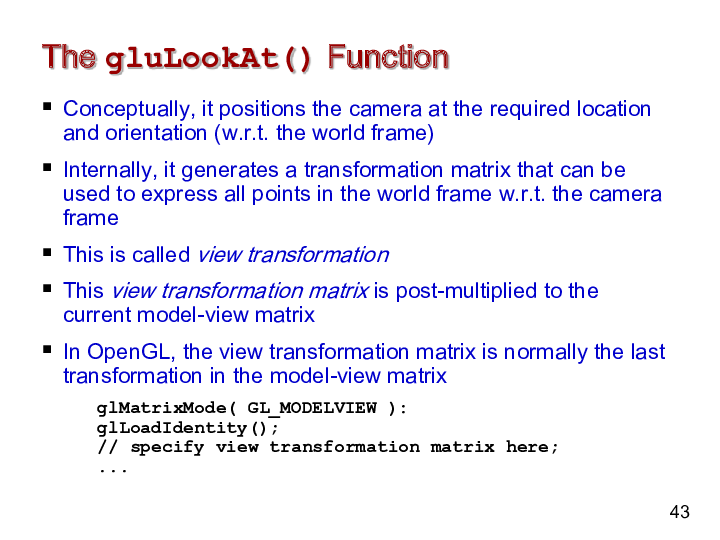 The gluLookAt() Function
▪ Conceptually, it positions the camera at the required location
and orientation (w.r.t. the world frame)
▪ Internally, it generates a transformation matrix that can be
used to express all points in the world frame w.r.t. the camera
frame
▪ This is called view transformation
▪ This view transformation matrix is post-multiplied to the
current model-view matrix
▪ In OpenGL, the view transformation matrix is normally the last
transformation in the model-view matrix
glMatrixMode( GL_MODELVIEW ):
glLoadIdentity();
// specify view transformation matrix here;
...
43